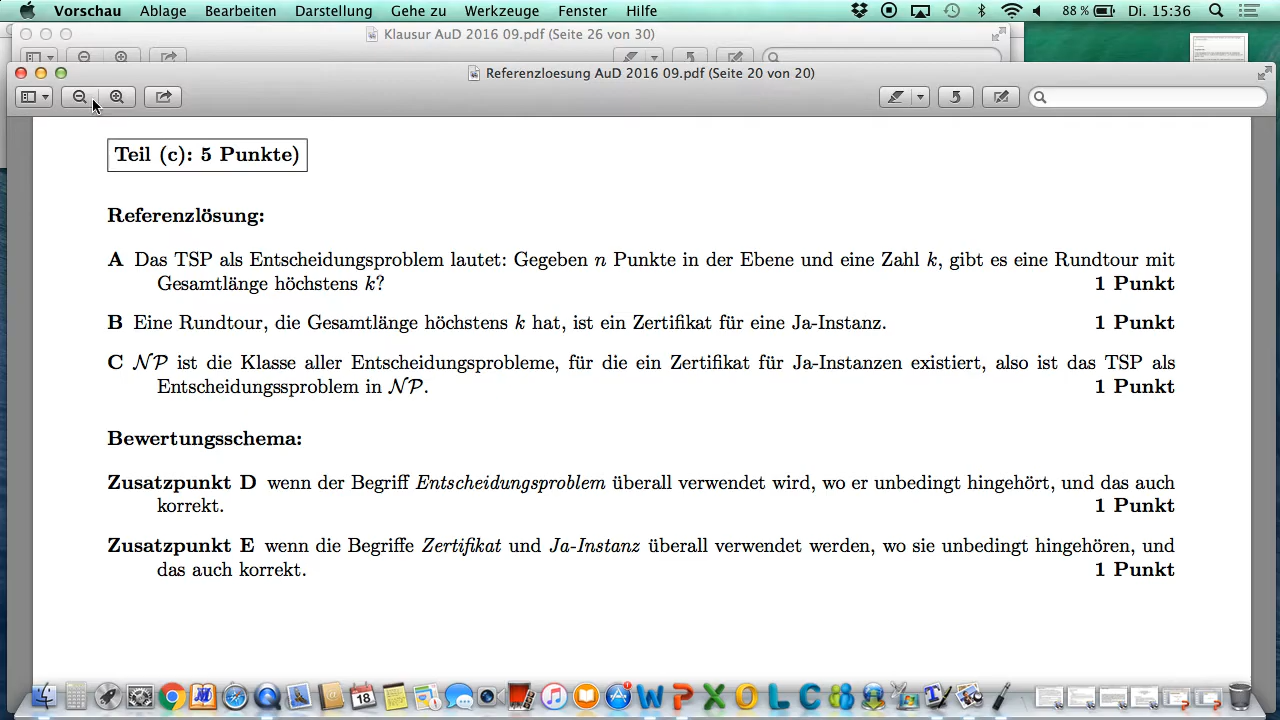 Vorschau Ablage Bearbeiten Darstellung Gehe zu Werkzeuge Fenster Hilfe 88 % Di. 15:36
Klausur AuD 2016 09.pdf (Seite 26 von 30)
Referenzloesung AuD 2016 09.pdf (Seite 20 von 20)
Teil (c): 5 Punkte)
Referenzlösung:
A Das TSP als Entscheidungsproblem lautet: Gegeben n Punkte in der Ebene und eine Zahl k, gibt es eine Rundtour mit
Gesamtlänge höchstens k? 1 Punkt
B Eine Rundtour, die Gesamtlänge höchstens k hat, ist ein Zertifikat für eine Ja-Instanz. 1 Punkt
C NP ist die Klasse aller Entscheidungsprobleme, für die ein Zertifikat für Ja-Instanzen existiert, also ist das TSP als
Entscheidungssproblem in NP. 1 Punkt
Bewertungsschema:
Zusatzpunkt D wenn der Begriff Entscheidungsproblem überall verwendet wird, wo er unbedingt hingehört, und das auch
korrekt. 1 Punkt
Zusatzpunkt E wenn die Begriffe Zertifikat und Ja-Instanz überall verwendet werden, wo sie unbedingt hingehören, und
das auch korrekt. 1 Punkt
18